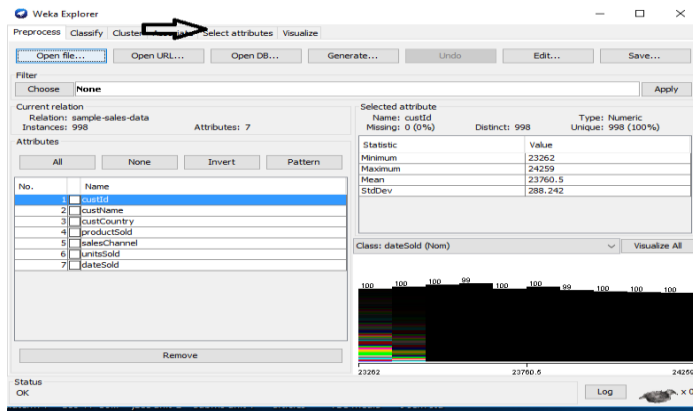 Weka Explorer
Preprocess Classify Cluster Associate Select attributes Visualize
Open file... Open URL... Open DB... Generate... Undo Edit... Save...
Filter
Choose None Apply
Current relation
Relation: sample-sales-data
Instances: 998 Attributes: 7
Attributes
All None Invert Pattern
No. Name
1 custId
2 custName
3 custCountry
4 productSold
5 salesChannel
6 unitsSold
7 dateSold
Remove
Selected attribute
Name: custId Type: Numeric
Missing: 0 (0%) Distinct: 998 Unique: 998 (100%)
Statistic Value
Minimum 23262
Maximum 24259
Mean 23760.5
StdDev 288.242
Class: dateSold (Nom) Visualize All
100 100 100 99 100 100 99 100 100 100
23262 23760.5 24260
Status
OK Log x 0